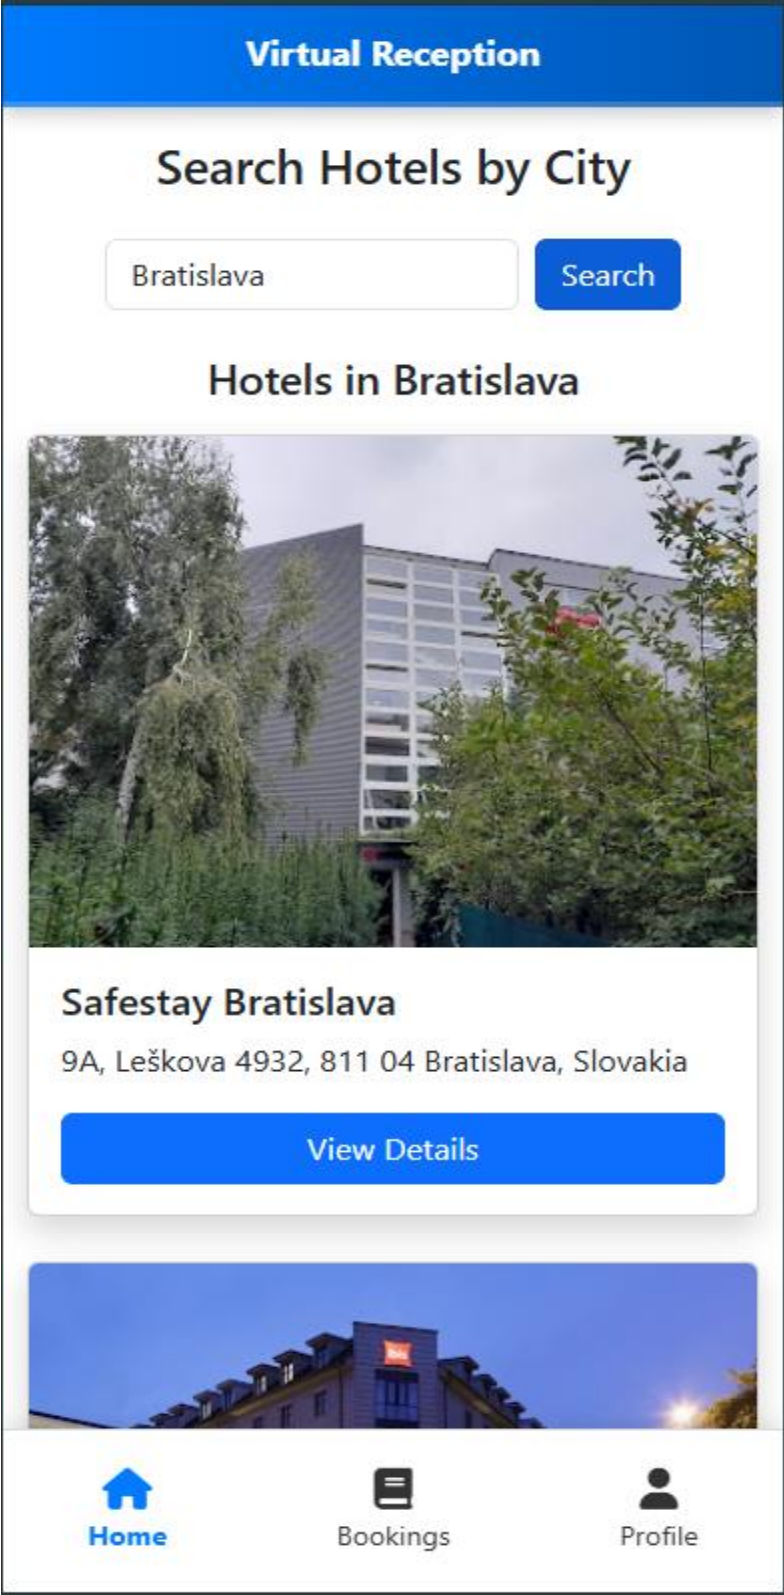 Virtual Reception
Search Hotels by City
Bratislava
Search
Hotels in Bratislava
Safestay Bratislava
9A, Leškova 4932, 811 04 Bratislava, Slovakia
View Details
ibis
Home
Bookings
Profile